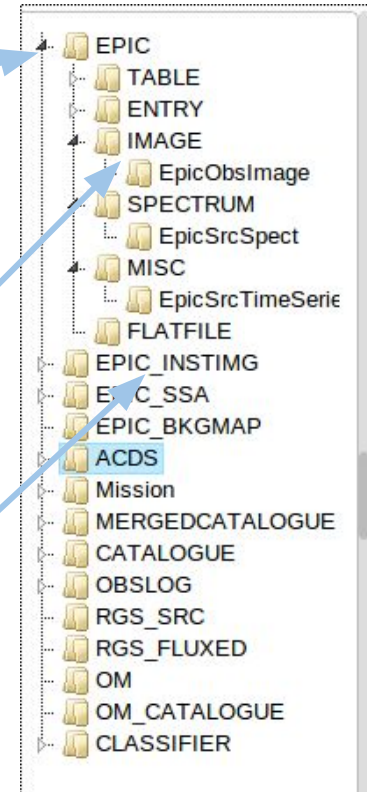 EPIC
TABLE
ENTRY
IMAGE
EpicObsImage
SPECTRUM
EpicSrcSpect
MISC
EpicSrcTimeSerie
FLATFILE
EPIC_INSTIMG
EPIC_SSA
EPIC_BKGMAP
ACDS
Mission
MERGEDCATALOGUE
CATALOGUE
OBSLOG
RGS_SRC
RGS_FLUXED
OM
OM_CATALOGUE
CLASSIFIER